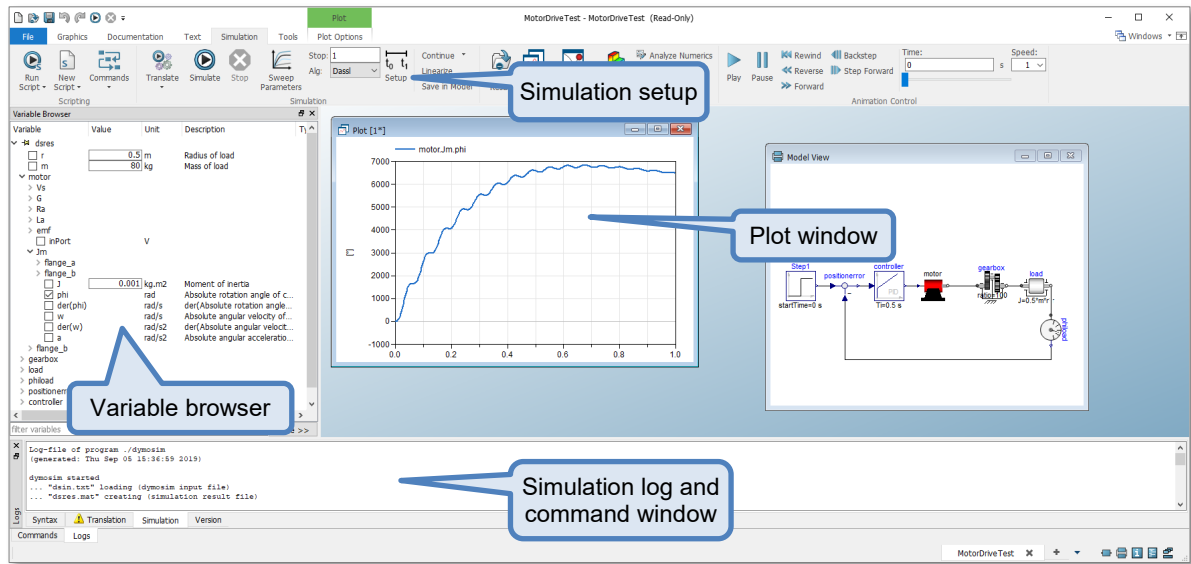 Plot
MotorDriveTest - MotorDriveTest (Read-Only)
File Graphics Documentation Text Simulation Tools Plot Options
Windows
Run Script
New Script
Commands
Translate
Simulate
Stop
Sweep Parameters
Stop: 1
Alg: Dassl
t0 t1
Setup
Continue
Linearize
Save in Model
Analyze Numerics
Play
Pause
Rewind
Reverse
Forward
Backstep
Step Forward
Time:
0 s
Speed:
1
Scripting
Simulation
Animation Control
Simulation setup
Variable Browser
Variable Value Unit Description
dsres
r 0.5 m Radius of load
m 80 kg Mass of load
motor
Vs
G
Ra
La
emf
inPort V
Jm
flange_a
flange_b
J 0.001 kg.m2 Moment of inertia
phi rad Absolute rotation angle of c...
der(phi) rad/s der(Absolute rotation angle...
w rad/s Absolute angular velocity of...
der(w) rad/s2 der(Absolute angular velocit...
a rad/s2 Absolute angular acceleratio...
flange_b
gearbox
load
phiload
controller
filter variables
>>
Variable browser
Plot [1*]
motor.Jm.phi
7000
6000
5000
4000
3000
2000
1000
0
-1000
[°]
0.0 0.2 0.4 0.6 0.8 1.0
Plot window
Model View
Step1
startTime=0 s
positionerror
controller
PID
Ti=0.5 s
motor
gearbox
ratio=100
load
J=0.5*m*r
phiload
Log-file of program ./dymosim
(generated: Thu Sep 05 15:36:59 2019)
dymosim started
... "dsin.txt" loading (dymosim input file)
... "dsres.mat" creating (simulation result file)
Simulation log and
command window
Logs
Syntax Translation Simulation Version
Commands Logs
MotorDriveTest